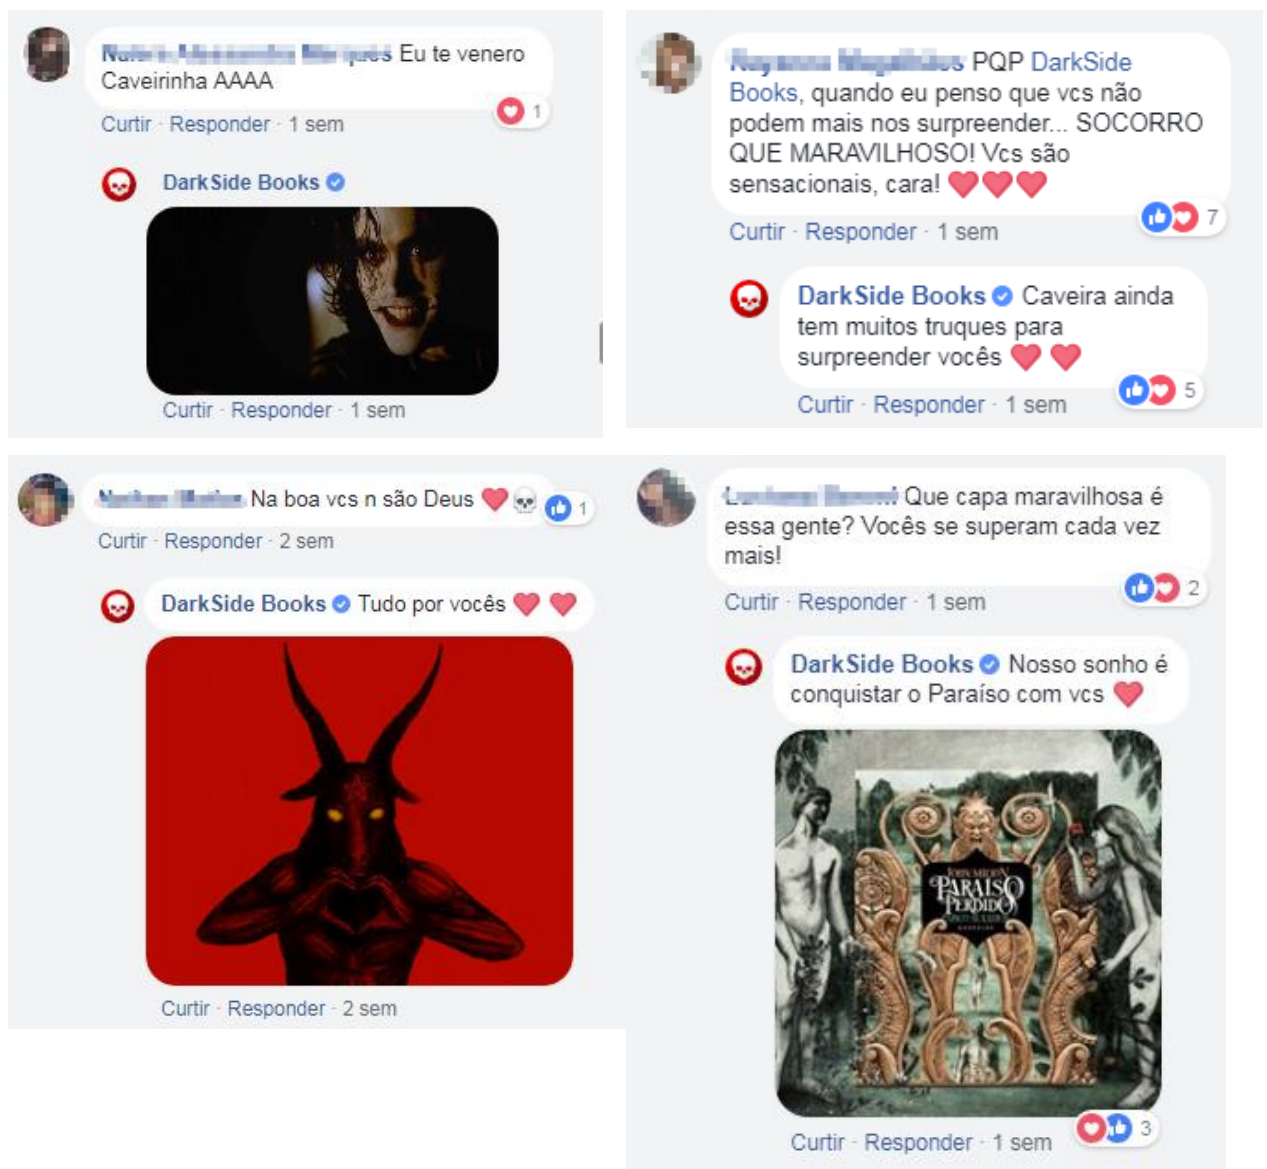 Eu te venero
Caveirinha AAAA
1
Curtir · Responder · 1 sem
DarkSide Books
Curtir · Responder · 1 sem
PQP DarkSide
Books, quando eu penso que vcs não
podem mais nos surpreender... SOCORRO
QUE MARAVILHOSO! Vcs são
sensacionais, cara! ❤❤❤
7
Curtir · Responder · 1 sem
DarkSide Books Caveira ainda
tem muitos truques para
surpreender vocês ❤ ❤
5
Curtir · Responder · 1 sem
Na boa vcs n são Deus ❤☠
1
Curtir · Responder · 2 sem
DarkSide Books Tudo por vocês ❤ ❤
Curtir · Responder · 2 sem
Que capa maravilhosa é
essa gente? Vocês se superam cada vez
mais!
2
Curtir · Responder · 1 sem
DarkSide Books Nosso sonho é
conquistar o Paraíso com vcs ❤
JOHN MILTON
PARAÍSO
PERDIDO
3
Curtir · Responder · 1 sem